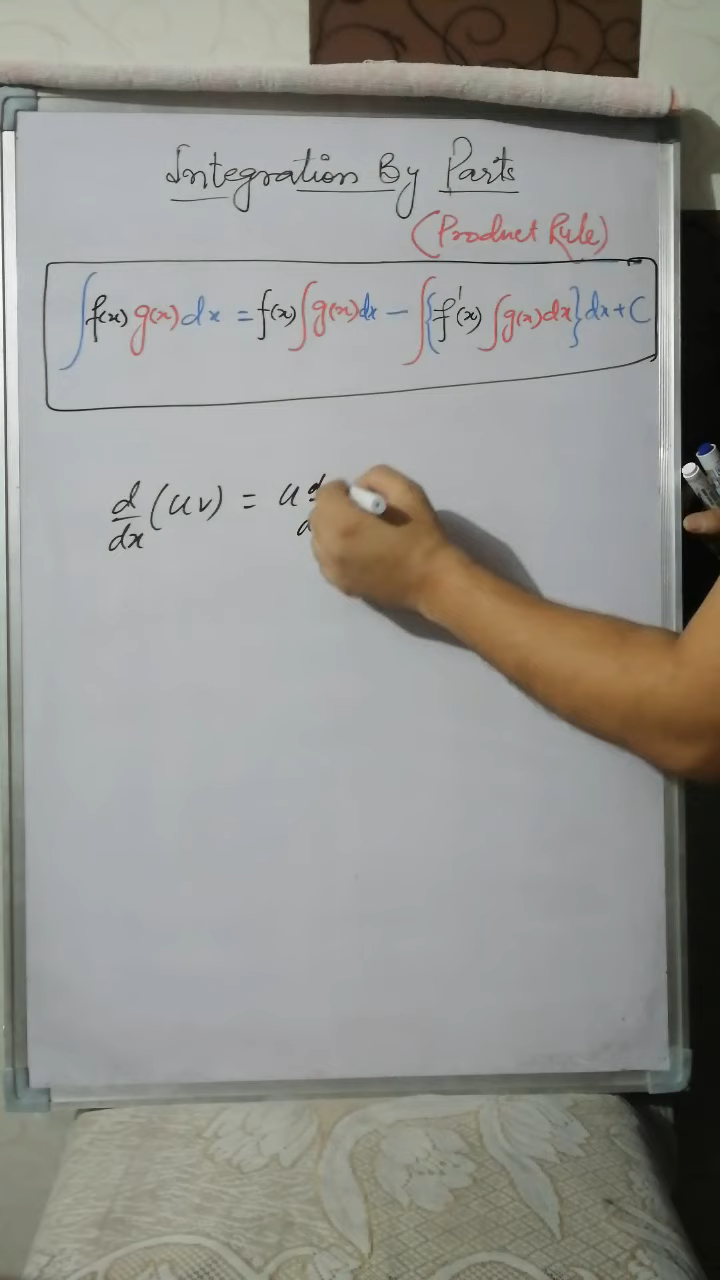 Integration By Parts
(Product Rule)
∫f(x) g(x) dx = f(x) ∫g(x) dx − ∫{f'(x) ∫g(x) dx} dx + C
d/dx (uv) = u d